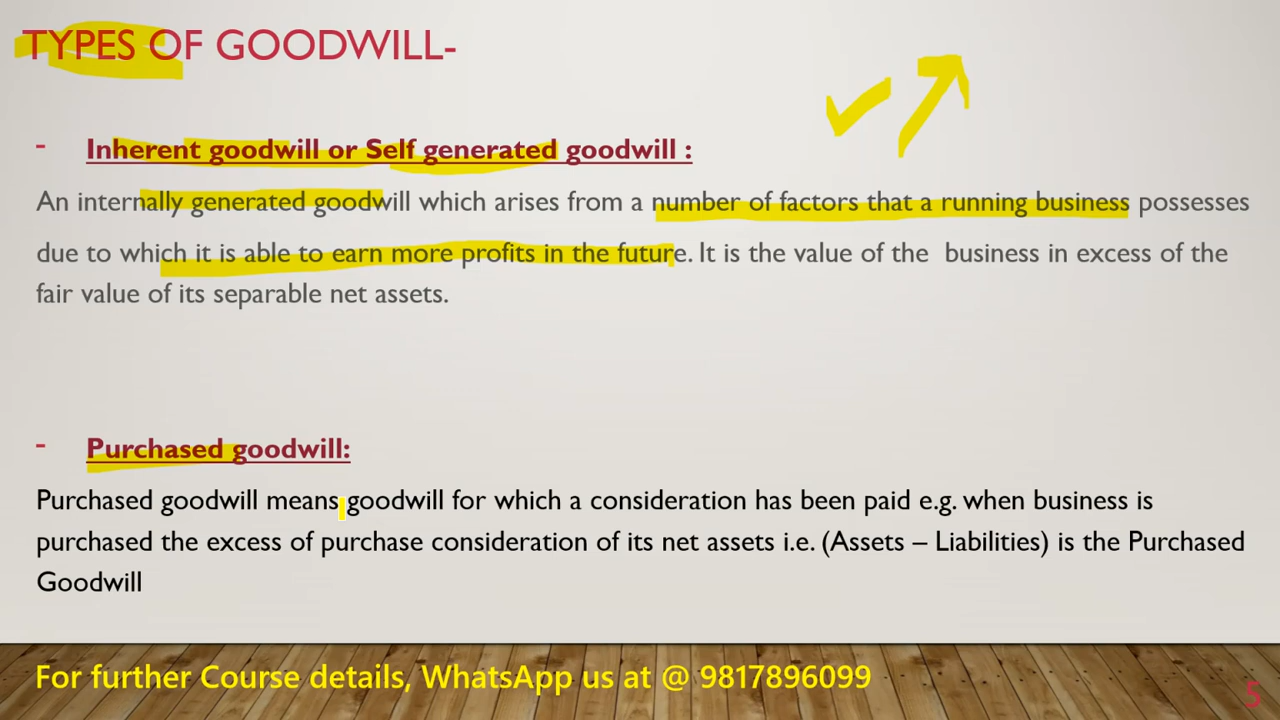 TYPES OF GOODWILL-
- Inherent goodwill or Self generated goodwill :
An internally generated goodwill which arises from a number of factors that a running business possesses
due to which it is able to earn more profits in the future. It is the value of the business in excess of the
fair value of its separable net assets.
- Purchased goodwill:
Purchased goodwill means goodwill for which a consideration has been paid e.g. when business is
purchased the excess of purchase consideration of its net assets i.e. (Assets – Liabilities) is the Purchased
Goodwill
For further Course details, WhatsApp us at @ 9817896099
5